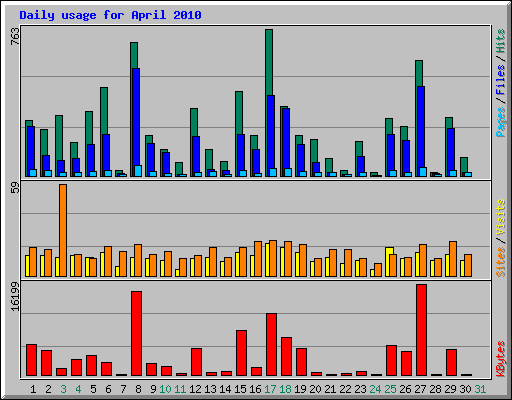 Daily usage for April 2010
763
Pages / Files / Hits
59
Sites / Visits
16199
KBytes
1 2 3 4 5 6 7 8 9 10 11 12 13 14 15 16 17 18 19 20 21 22 23 24 25 26 27 28 29 30 31